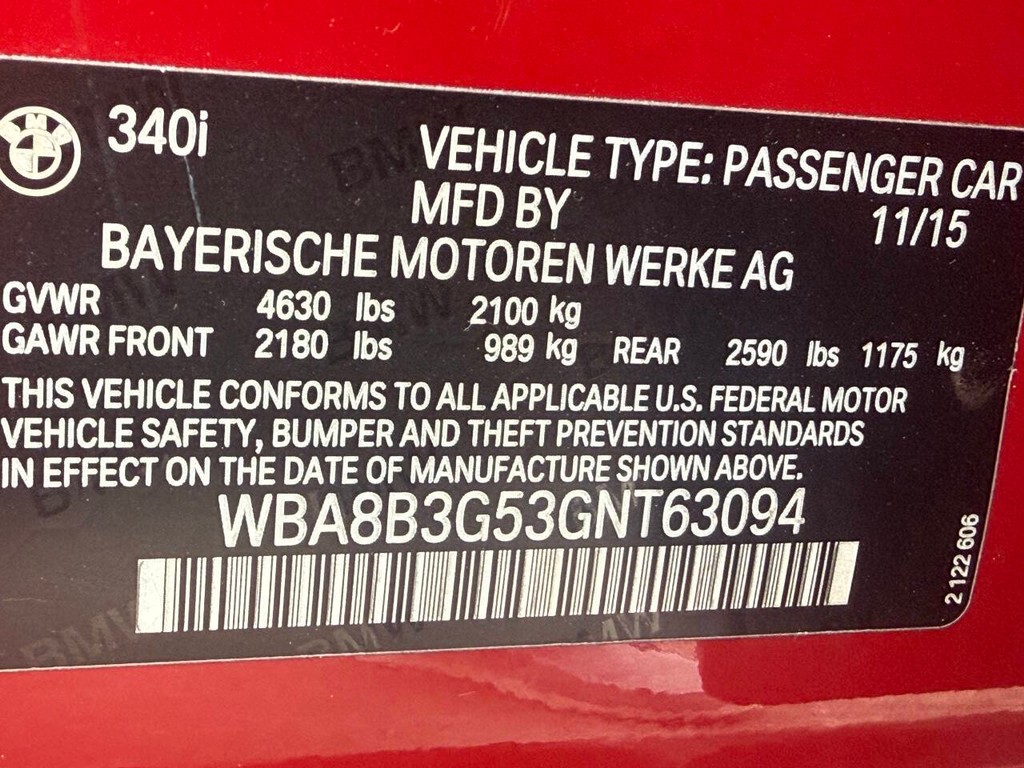 BMW 340i
VEHICLE TYPE: PASSENGER CAR
MFD BY 11/15
BAYERISCHE MOTOREN WERKE AG
GVWR 4630 lbs 2100 kg
GAWR FRONT 2180 lbs 989 kg REAR 2590 lbs 1175 kg
THIS VEHICLE CONFORMS TO ALL APPLICABLE U.S. FEDERAL MOTOR
VEHICLE SAFETY, BUMPER AND THEFT PREVENTION STANDARDS
IN EFFECT ON THE DATE OF MANUFACTURE SHOWN ABOVE.
WBA8B3G53GNT63094
2 122 606